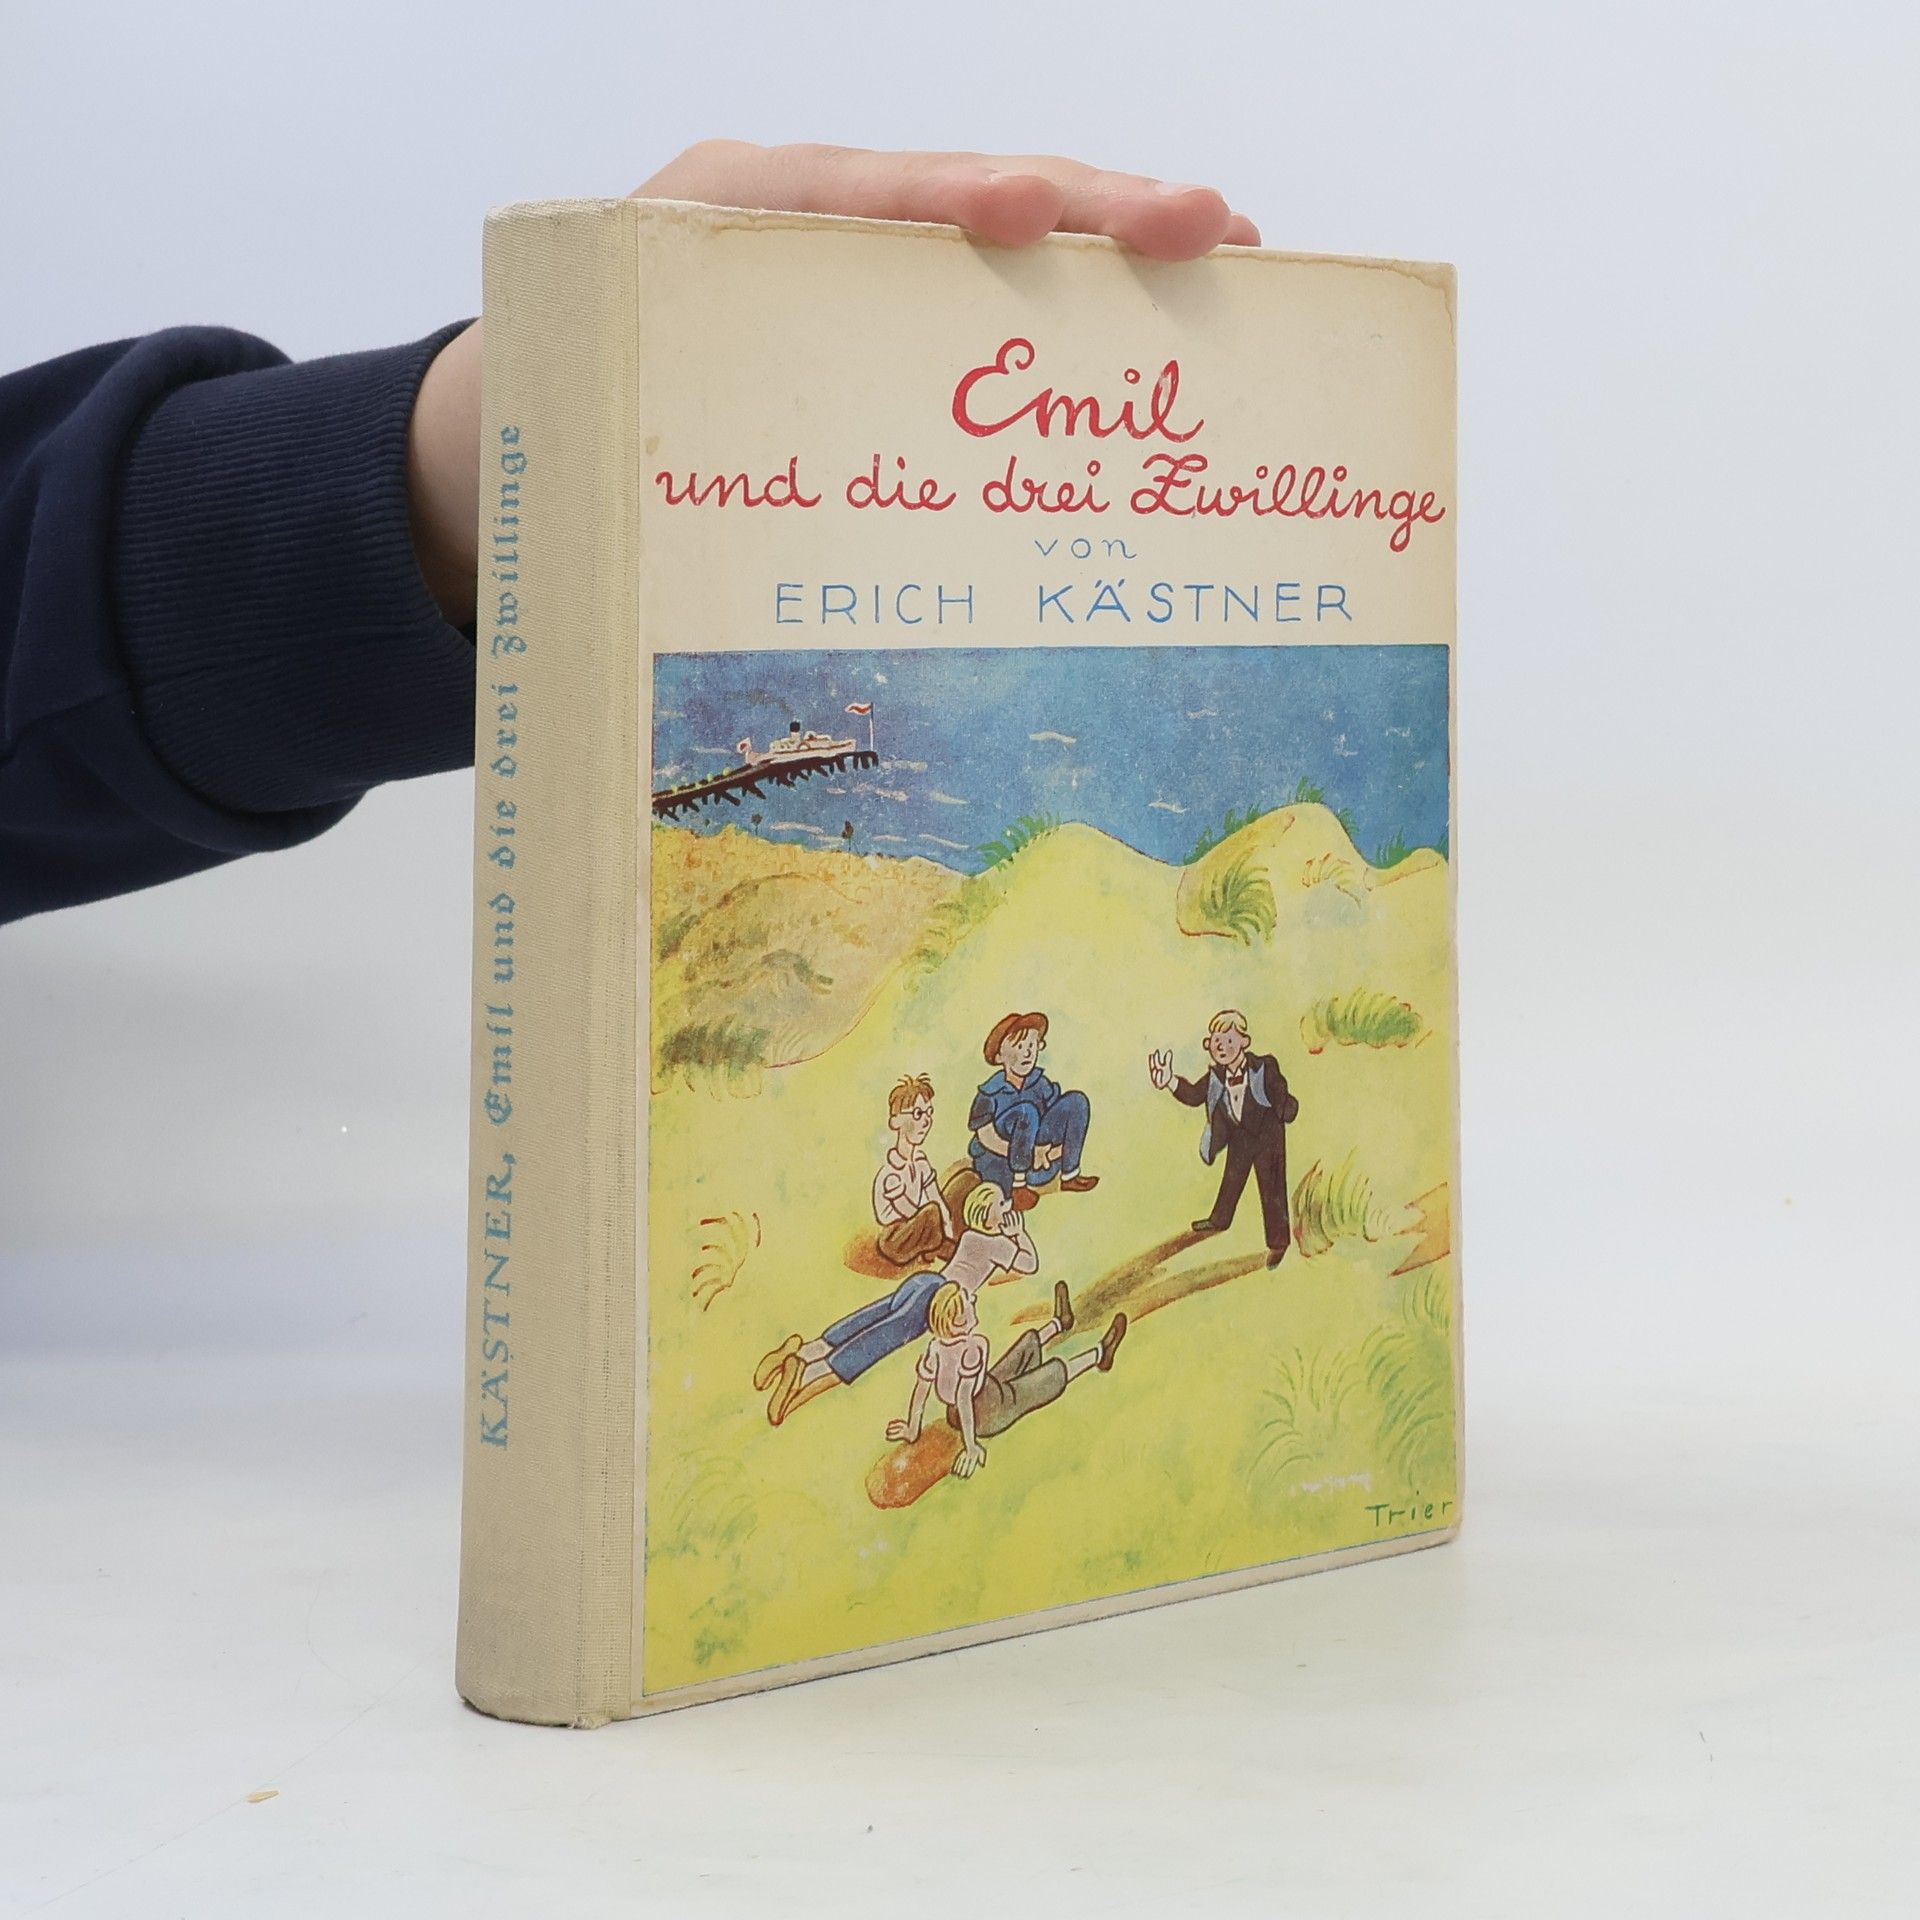 KÄSTNER, Emil und die drei Zwillinge
Emil
und die drei Zwillinge
von
ERICH KÄSTNER
Trier